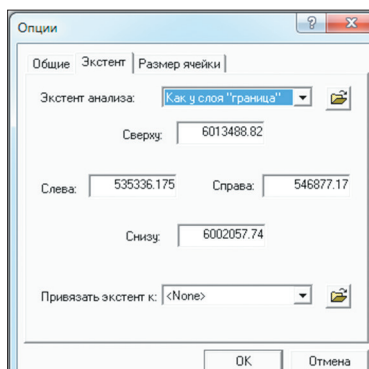 Опции
Общие Экстент Размер ячейки
Экстент анализа: Как у слоя "граница"
Сверху: 6013488.82
Слева: 535336.175 Справа: 546877.17
Снизу: 6002057.74
Привязать экстент к: <None>
OK Отмена